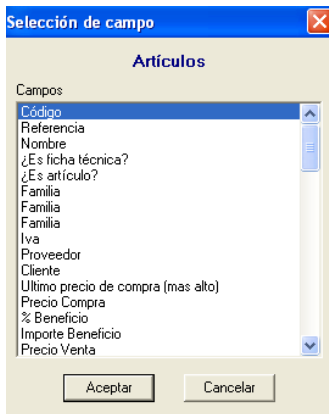 Selección de campo
Artículos
Campos
Código
Referencia
Nombre
¿Es ficha técnica?
¿Es artículo?
Familia
Familia
Familia
Iva
Proveedor
Cliente
Ultimo precio de compra (mas alto)
Precio Compra
% Beneficio
Importe Beneficio
Precio Venta
Aceptar
Cancelar